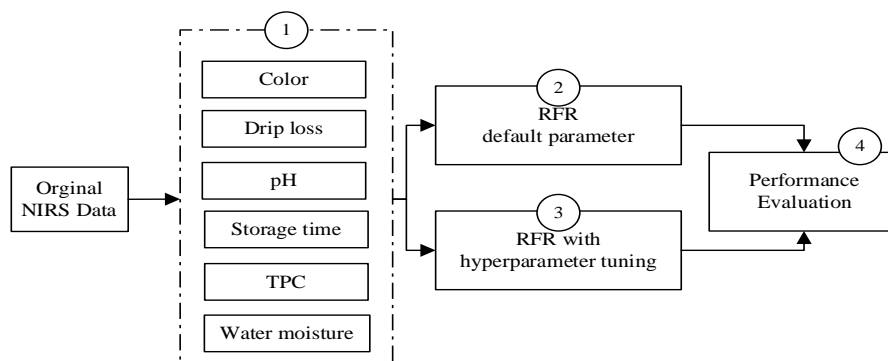 1
Color
Drip loss
pH
Storage time
TPC
Water moisture
Orginal
NIRS Data
2
RFR
default parameter
3
RFR with
hyperparameter tuning
4
Performance
Evaluation